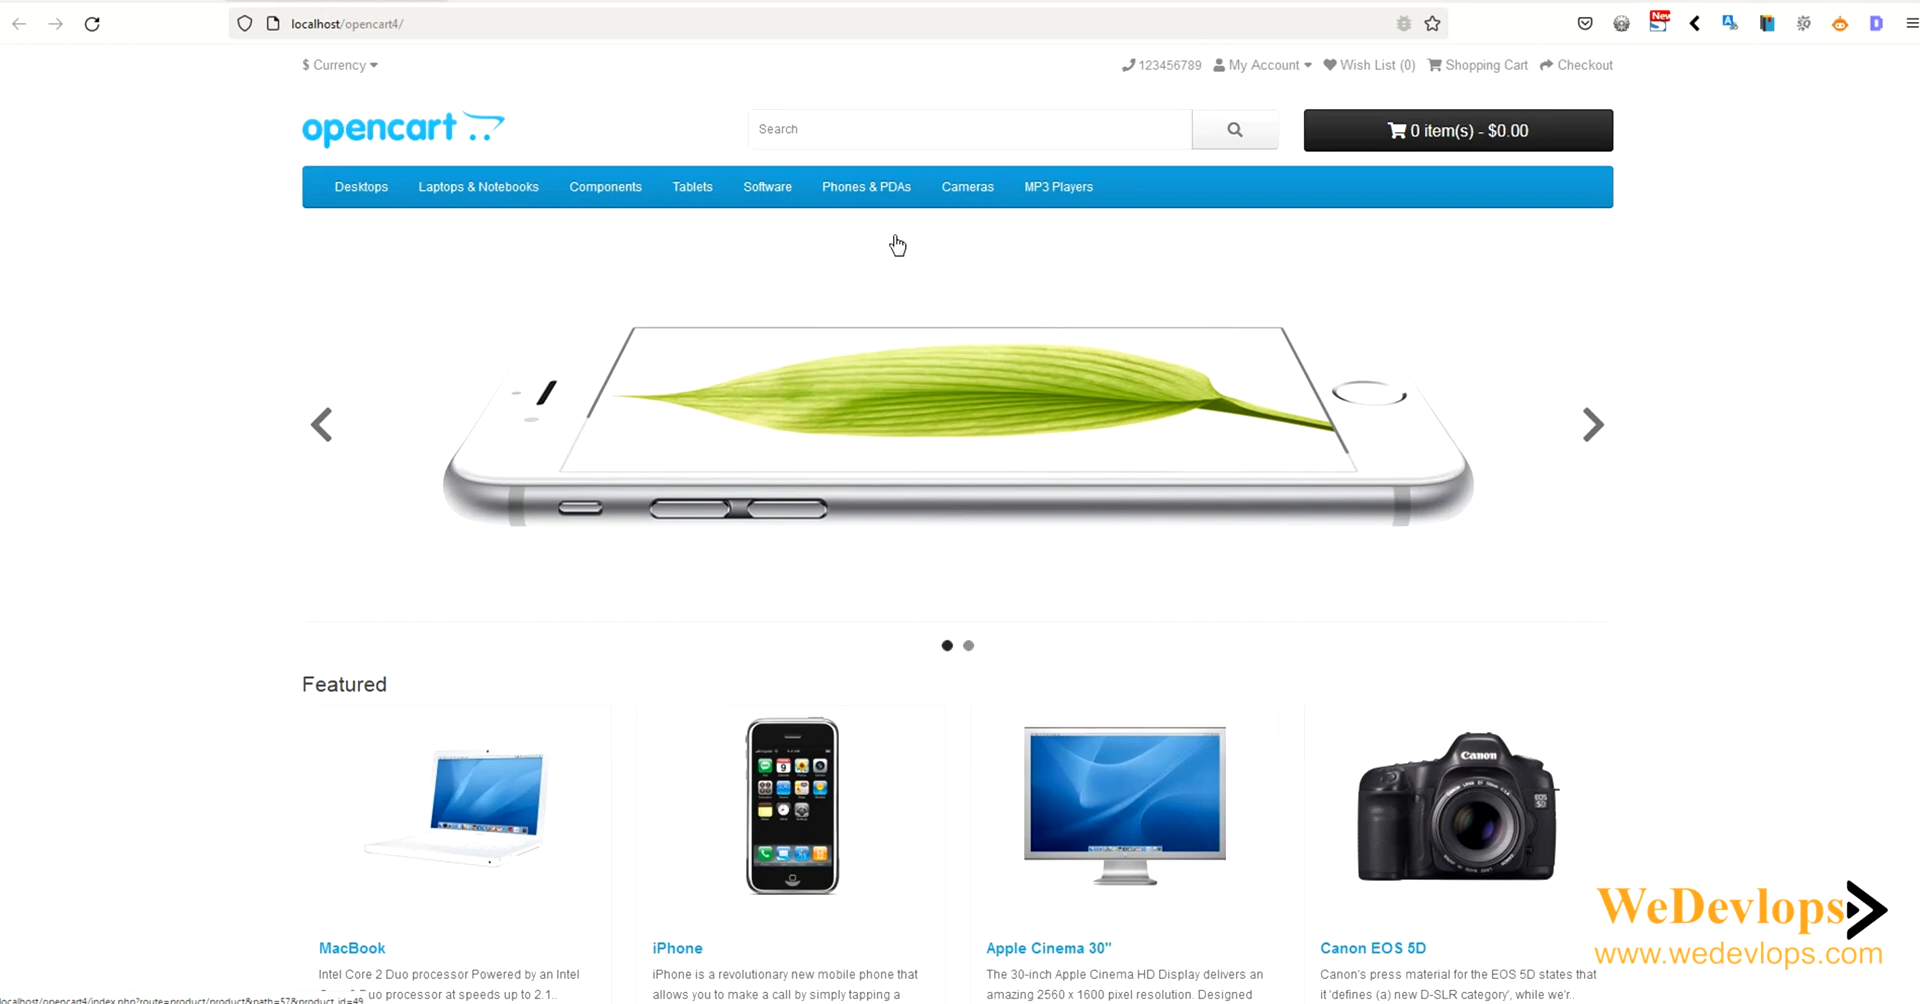 localhost/opencart4/
New
$ Currency
123456789 My Account Wish List (0) Shopping Cart Checkout
opencart
Search
0 item(s) - $0.00
Desktops Laptops & Notebooks Components Tablets Software Phones & PDAs Cameras MP3 Players
Featured
Canon
MacBook
iPhone
Apple Cinema 30"
Canon EOS 5D
Intel Core 2 Duo processor Powered by an Intel
iPhone is a revolutionary new mobile phone that
The 30-inch Apple Cinema HD Display delivers an
Canon's press material for the EOS 5D states that
Duo processor at speeds up to 2.1..
allows you to make a call by simply tapping a
amazing 2560 x 1600 pixel resolution. Designed
it 'defines (a) new D-SLR category', while we'r..
localhost/opencart4/index.php?route=product/product&path=57&product_id=49
WeDevlops
www.wedevlops.com